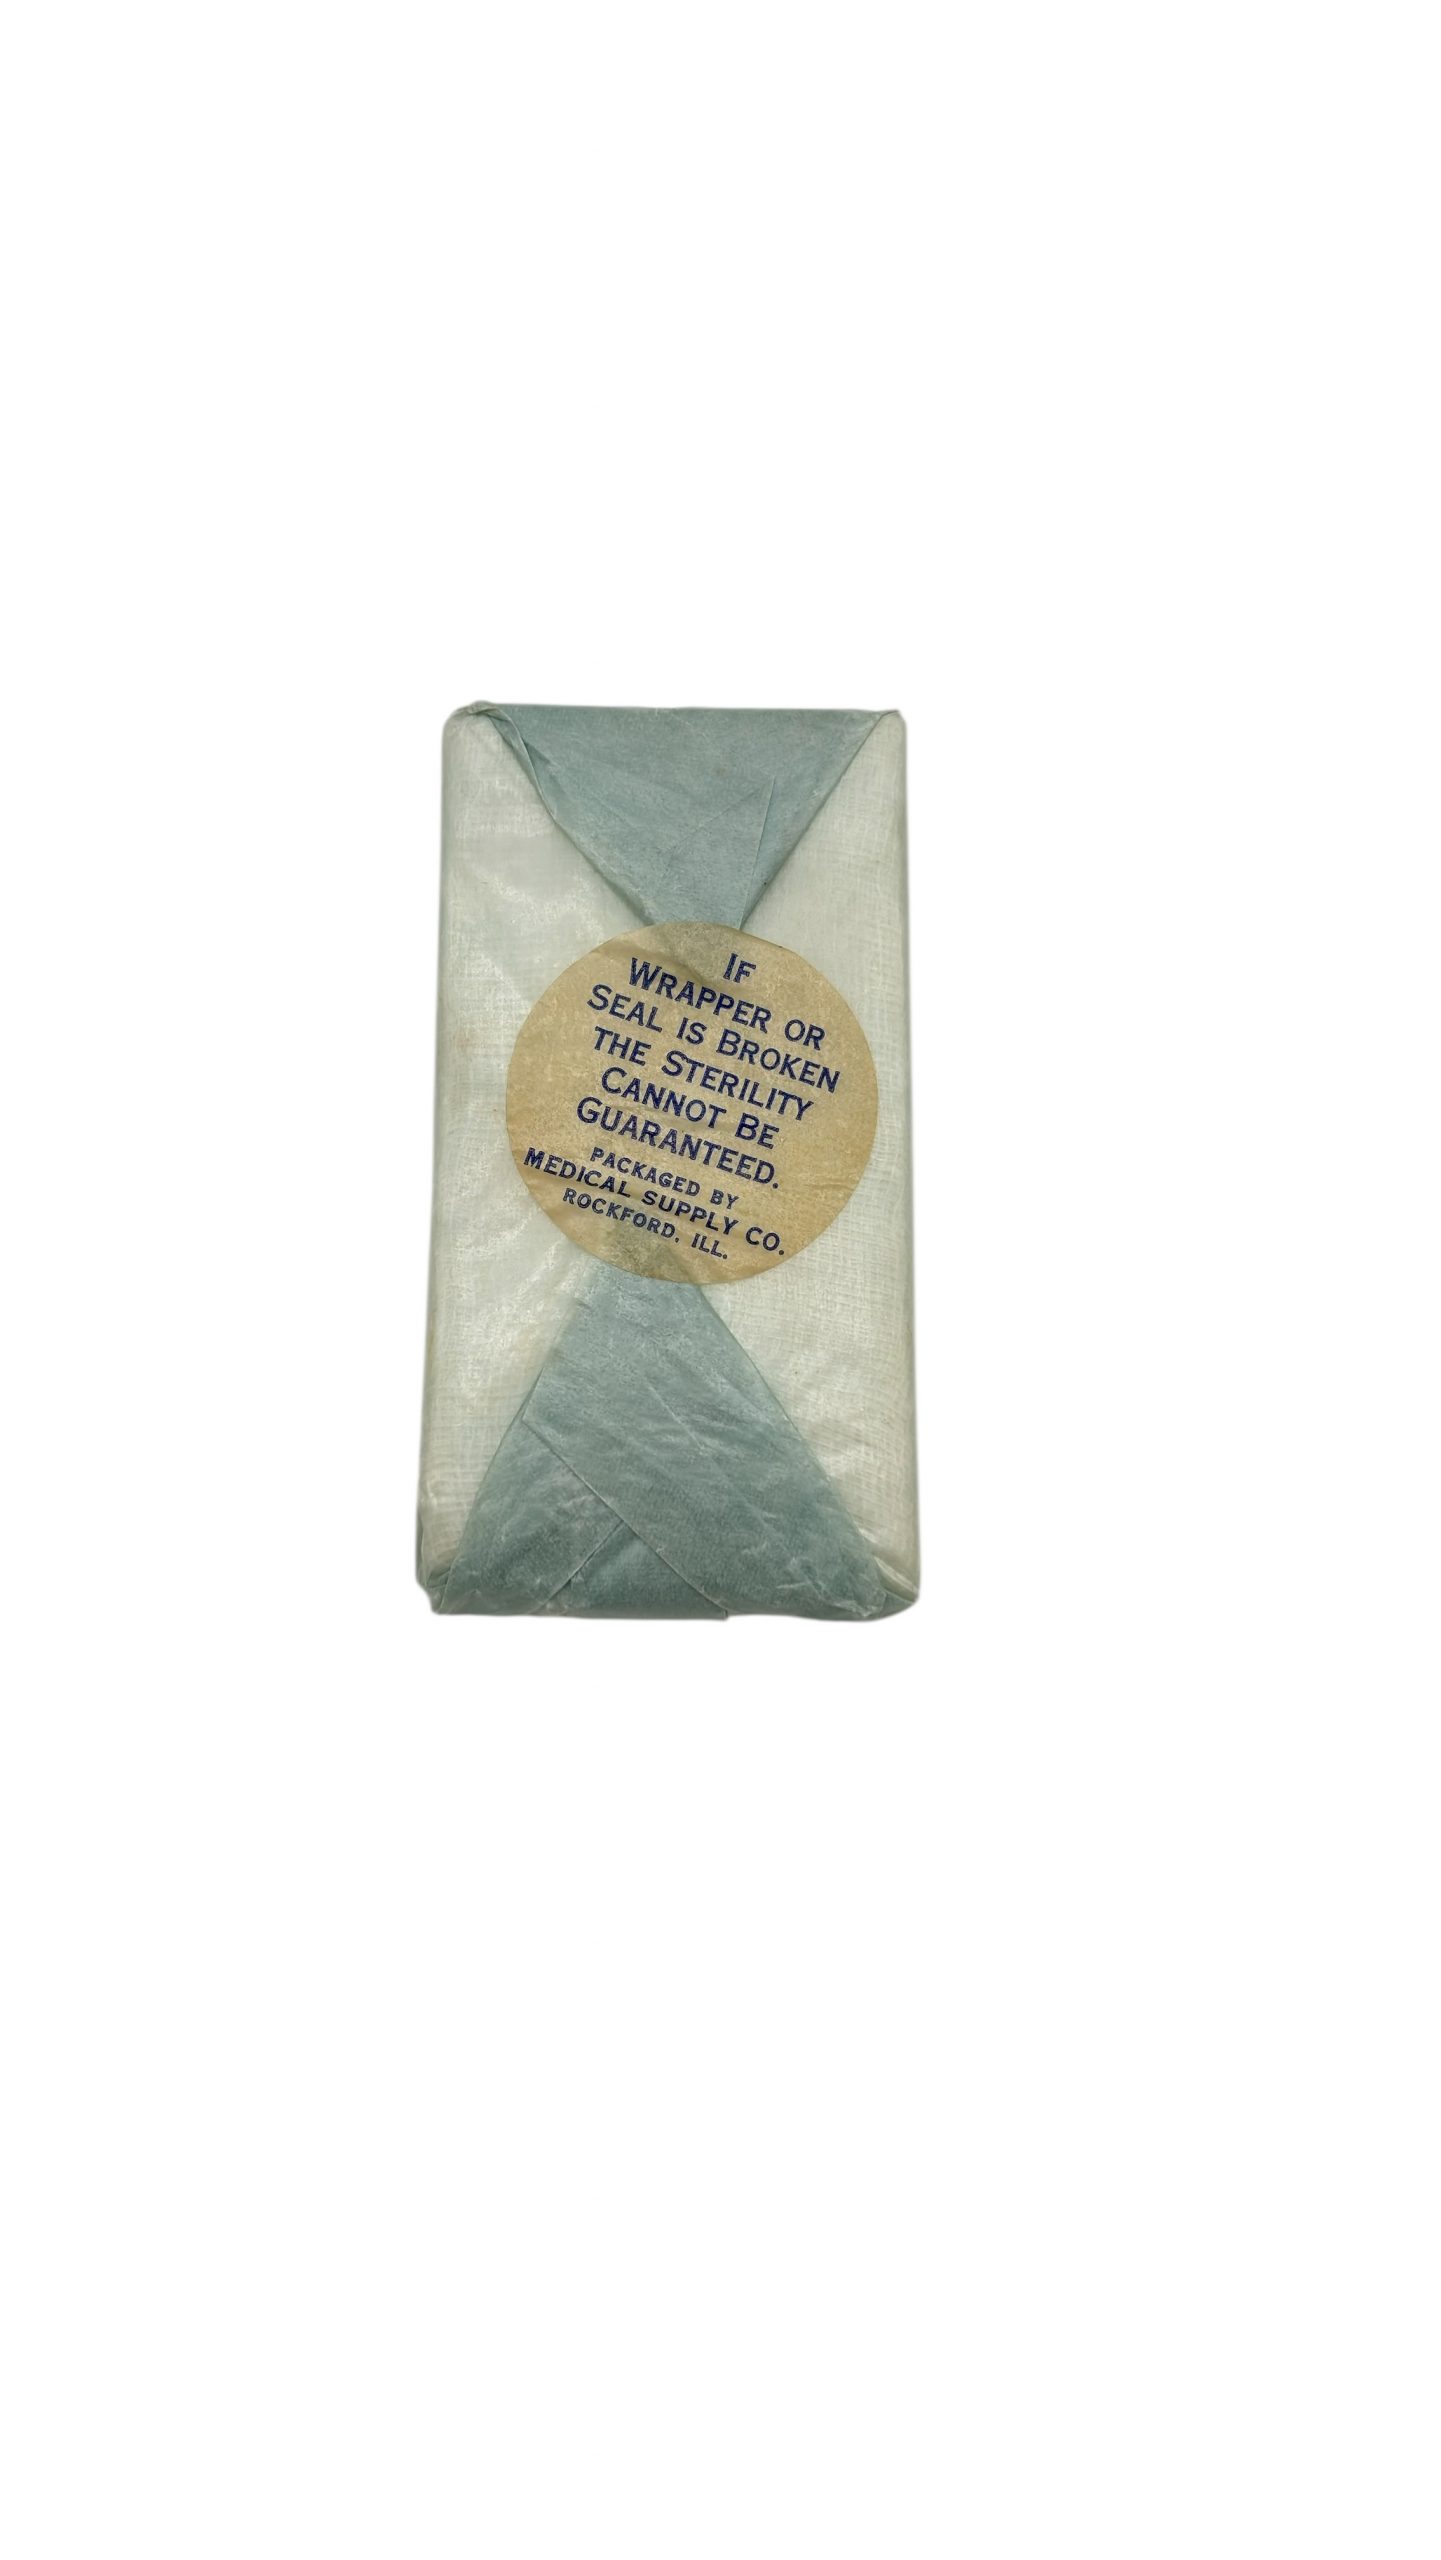 IF
WRAPPER OR
SEAL IS BROKEN
THE STERILITY
CANNOT BE
GUARANTEED.
PACKAGED BY
MEDICAL SUPPLY CO.
ROCKFORD, ILL.